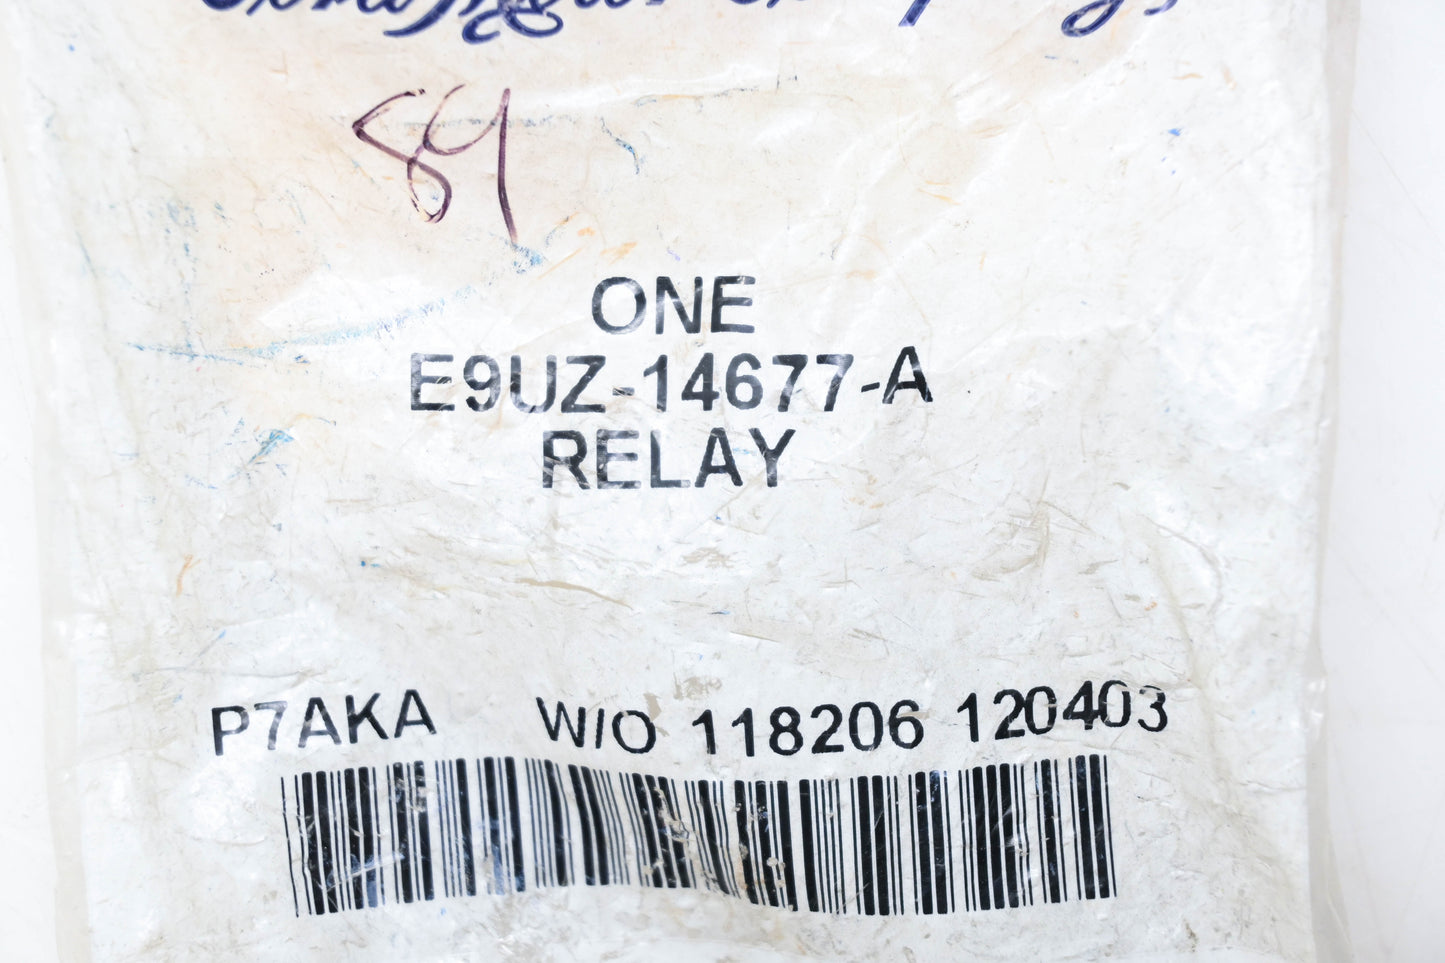 84
ONE
E9UZ-14677-A
RELAY
P7AKA W/O 118206 120403